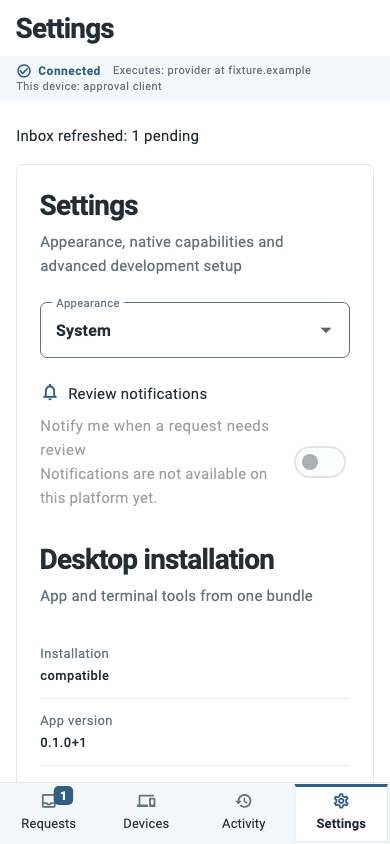 Settings
Connected Executes: provider at fixture.example
This device: approval client
Inbox refreshed: 1 pending
Settings
Appearance, native capabilities and
advanced development setup
Appearance
System
Review notifications
Notify me when a request needs
review
Notifications are not available on
this platform yet.
Desktop installation
App and terminal tools from one bundle
Installation
compatible
App version
0.1.0+1
1
Requests Devices Activity Settings